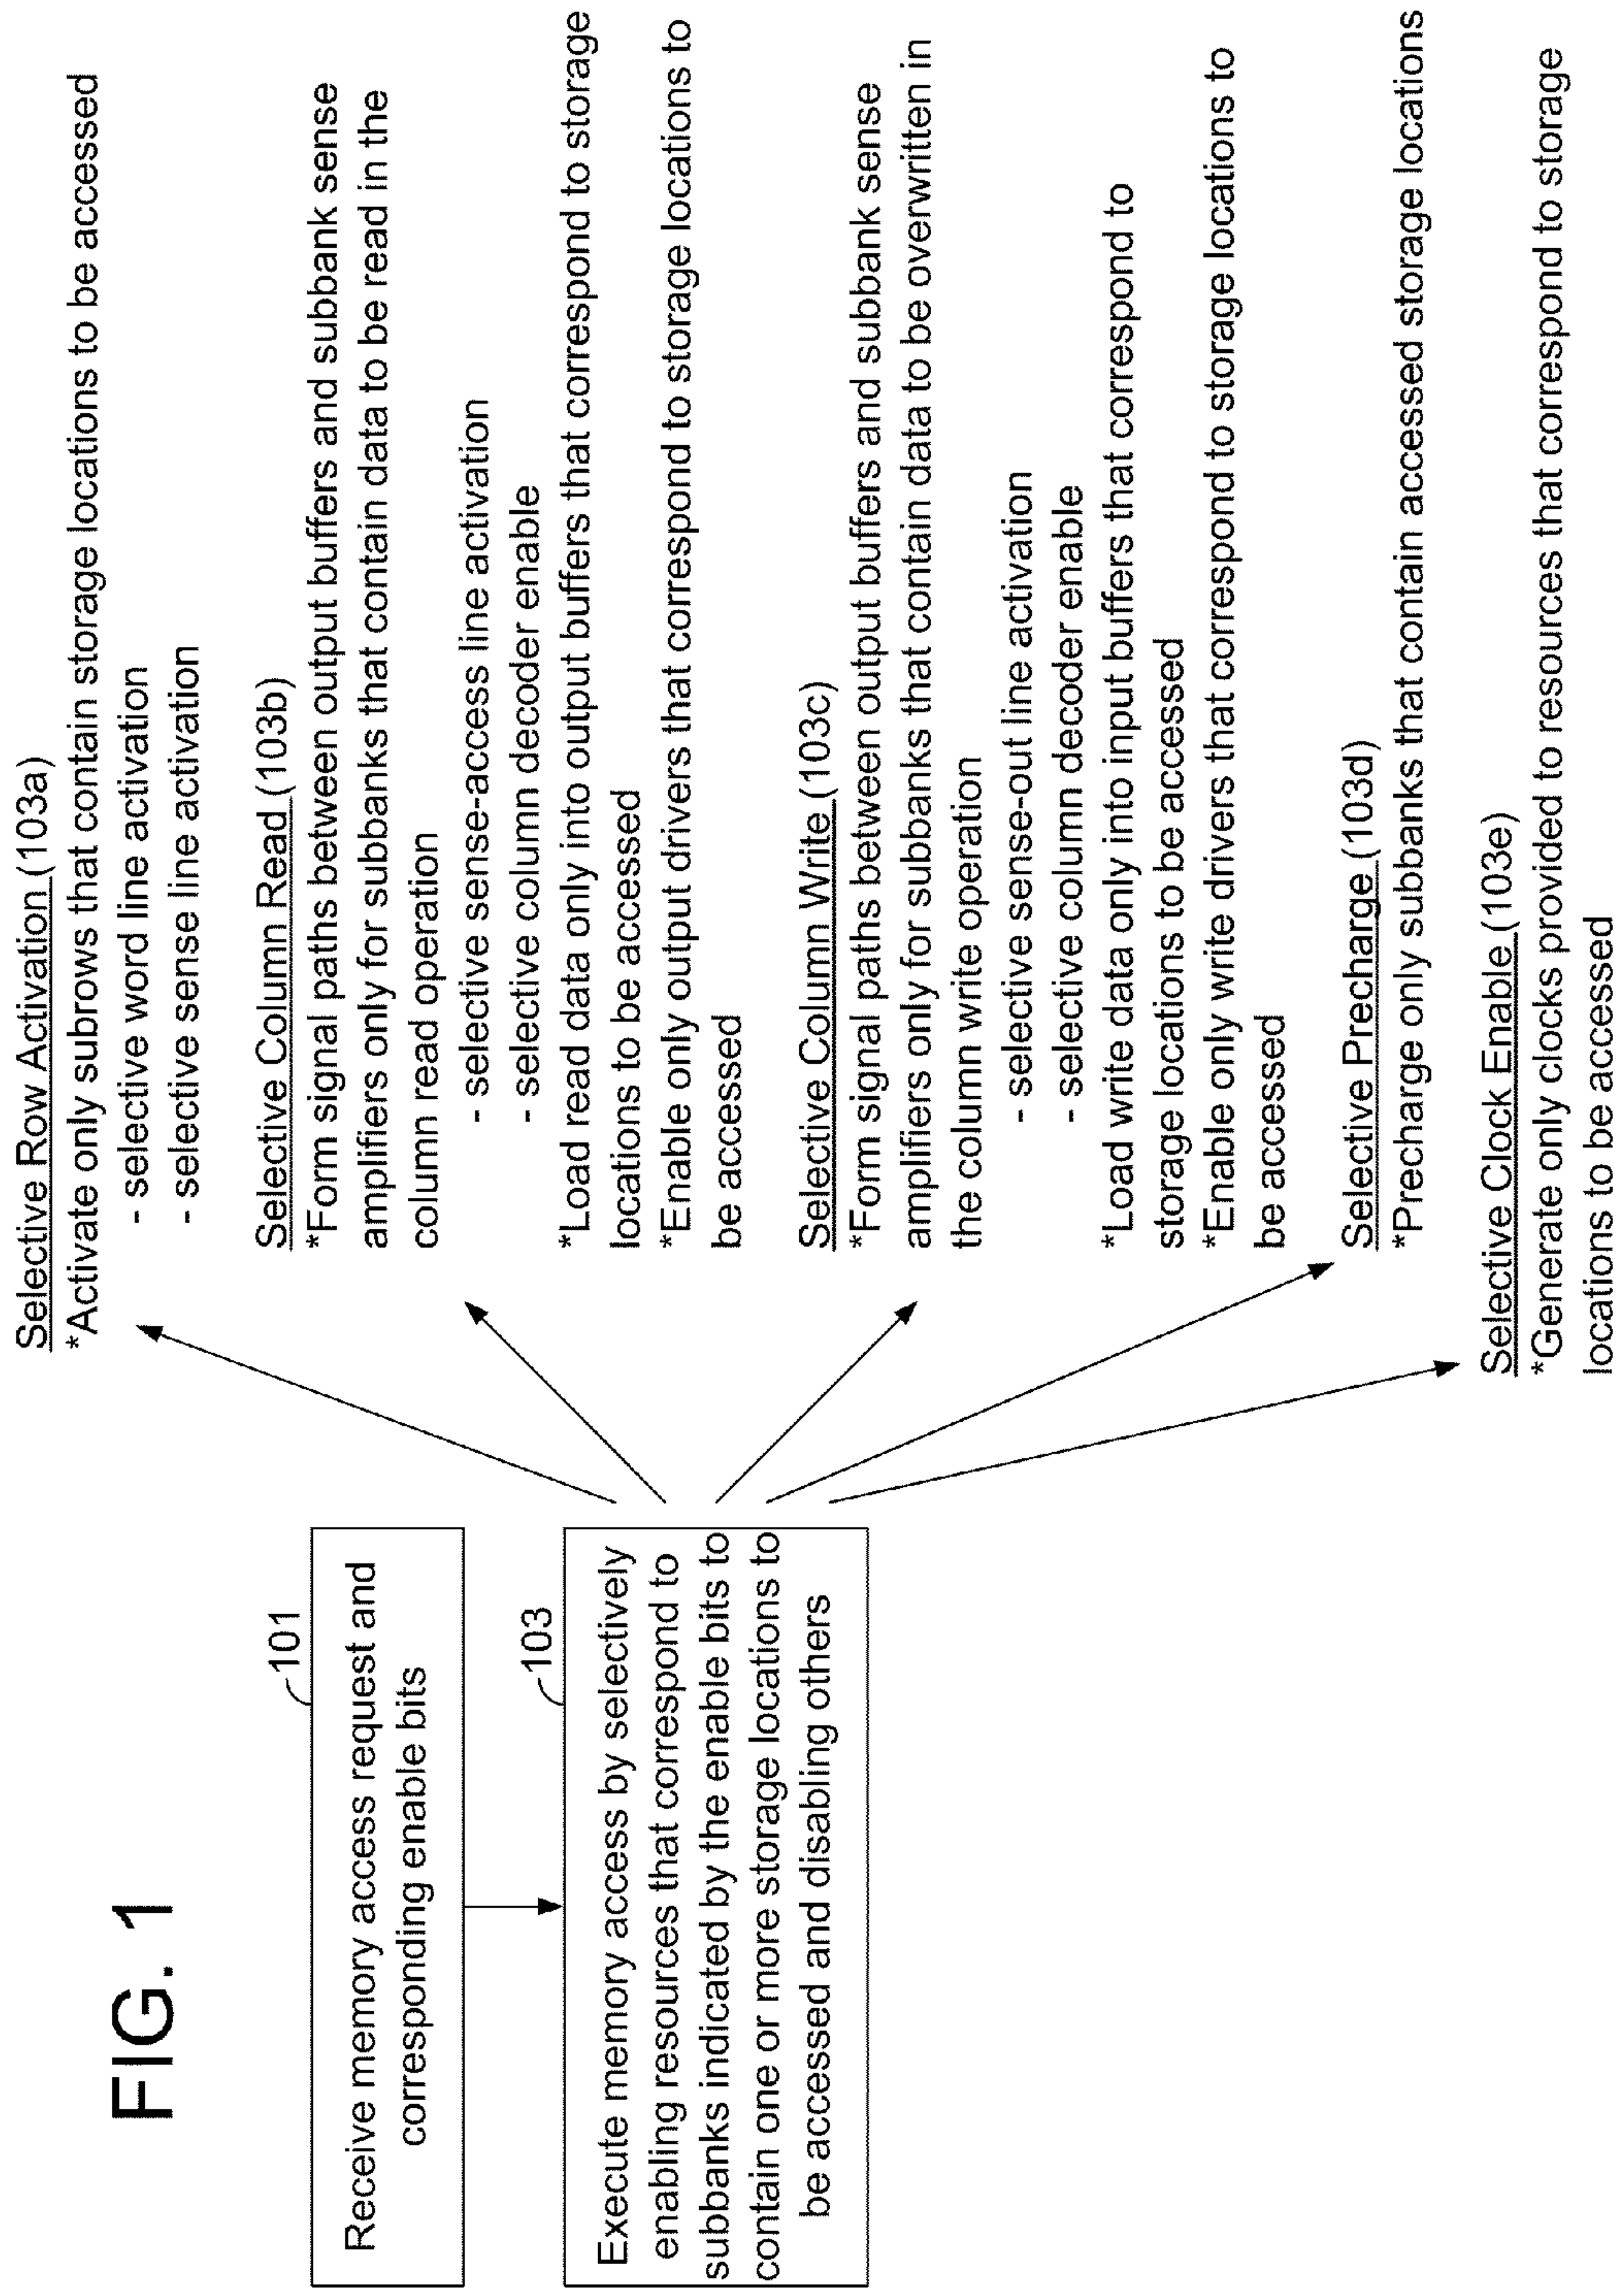 FIG. 1
101
Receive memory access request and
corresponding enable bits
103
Execute memory access by selectively
enabling resources that correspond to
subbanks indicated by the enable bits to
contain one or more storage locations to
be accessed and disabling others
Selective Row Activation (103a)
*Activate only subrows that contain storage locations to be accessed
- selective word line activation
- selective sense line activation
Selective Column Read (103b)
*Form signal paths between output buffers and subbank sense
amplifiers only for subbanks that contain data to be read in the
column read operation
- selective sense-access line activation
- selective column decoder enable
*Load read data only into output buffers that correspond to storage
locations to be accessed
*Enable only output drivers that correspond to storage locations to
be accessed
Selective Column Write (103c)
*Form signal paths between output buffers and subbank sense
amplifiers only for subbanks that contain data to be overwritten in
the column write operation
- selective sense-out line activation
- selective column decoder enable
*Load write data only into input buffers that correspond to
storage locations to be accessed
*Enable only write drivers that correspond to storage locations to
be accessed
Selective Precharge (103d)
*Precharge only subbanks that contain accessed storage locations
Selective Clock Enable (103e)
*Generate only clocks provided to resources that correspond to storage
locations to be accessed